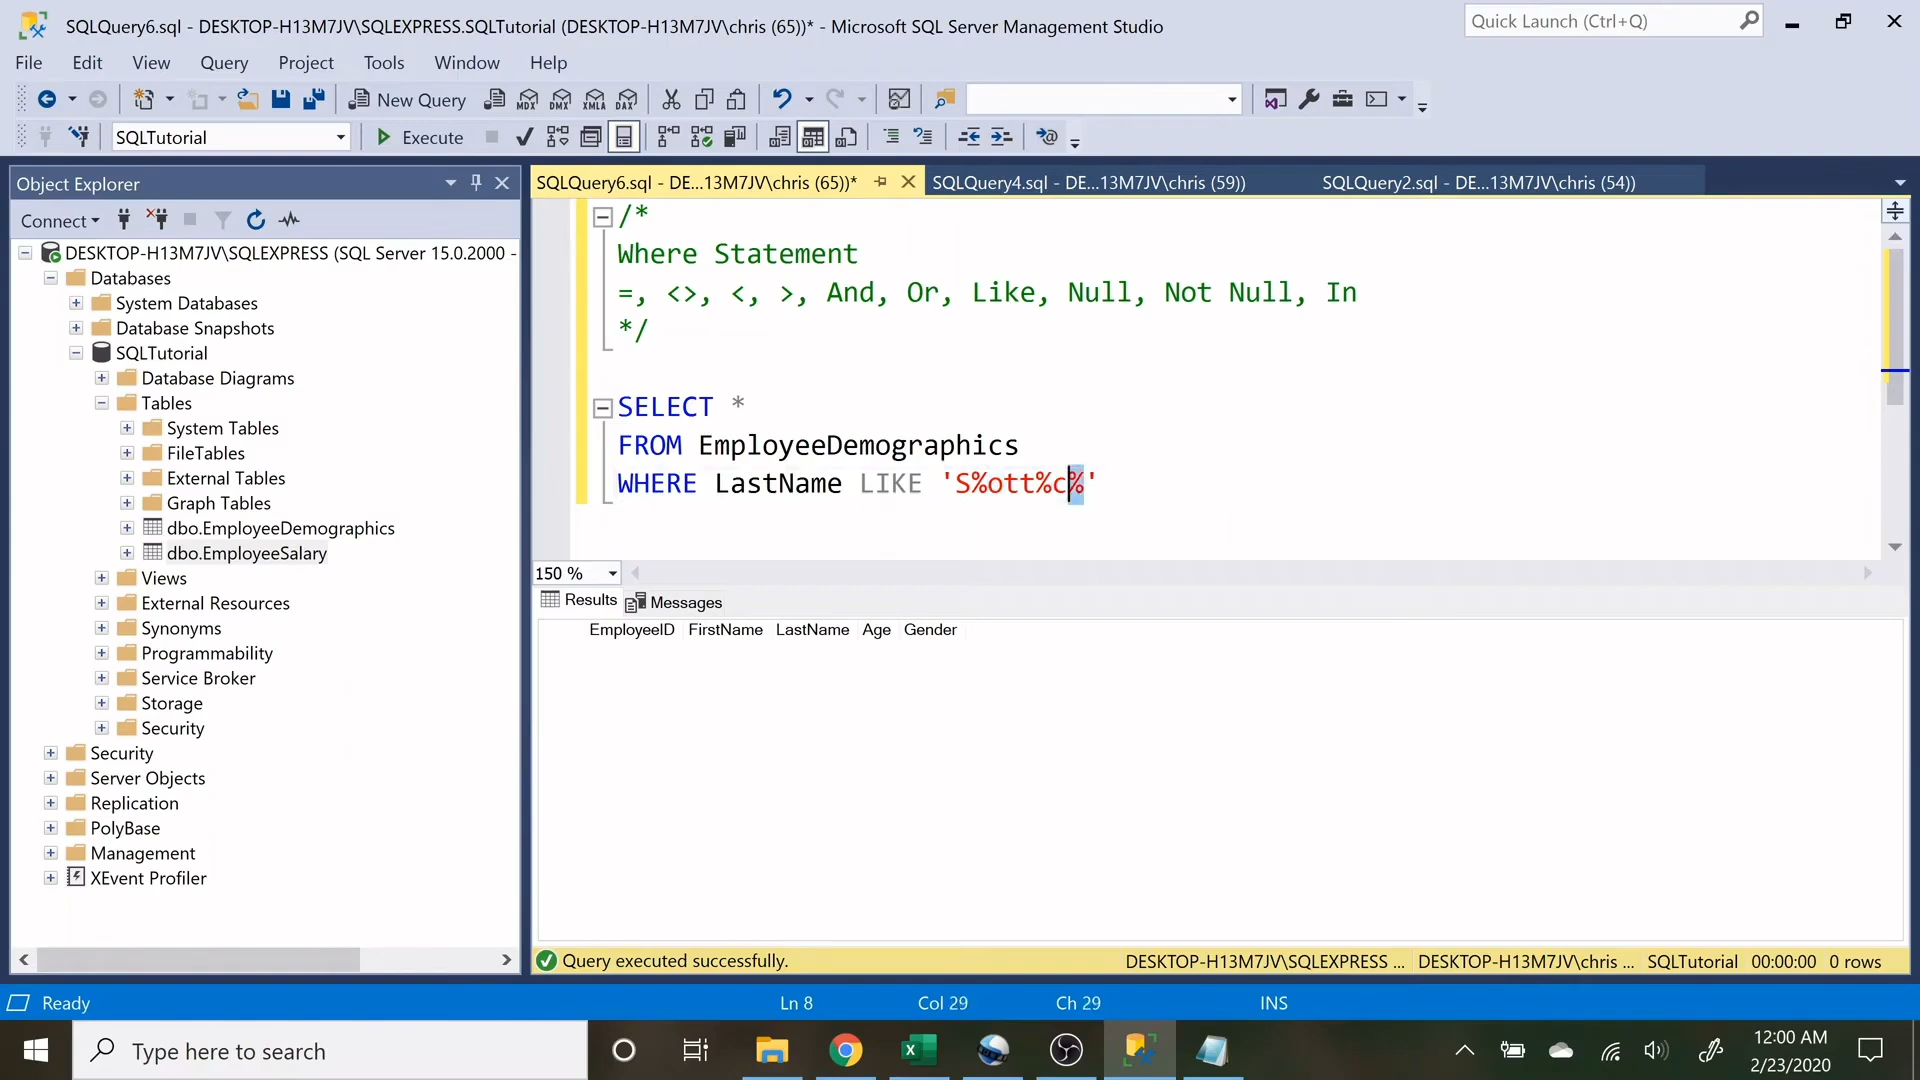 SQLQuery6.sql - DESKTOP-H13M7JV\SQLEXPRESS.SQLTutorial (DESKTOP-H13M7JV\chris (65))* - Microsoft SQL Server Management Studio
Quick Launch (Ctrl+Q)
File Edit View Query Project Tools Window Help
New Query MDX DMX XMLA DAX
SQLTutorial Execute
Object Explorer
Connect
DESKTOP-H13M7JV\SQLEXPRESS (SQL Server 15.0.2000 -
Databases
System Databases
Database Snapshots
SQLTutorial
Database Diagrams
Tables
System Tables
FileTables
External Tables
Graph Tables
dbo.EmployeeDemographics
dbo.EmployeeSalary
Views
External Resources
Synonyms
Programmability
Service Broker
Storage
Security
Security
Server Objects
Replication
PolyBase
Management
XEvent Profiler
SQLQuery6.sql - DE...13M7JV\chris (65))* SQLQuery4.sql - DE...13M7JV\chris (59)) SQLQuery2.sql - DE...13M7JV\chris (54))
/*
Where Statement
=, <>, <, >, And, Or, Like, Null, Not Null, In
*/
SELECT *
FROM EmployeeDemographics
WHERE LastName LIKE 'S%ott%c%'
150 %
Results Messages
EmployeeID FirstName LastName Age Gender
Query executed successfully. DESKTOP-H13M7JV\SQLEXPRESS ... DESKTOP-H13M7JV\chris ... SQLTutorial 00:00:00 0 rows
Ready Ln 8 Col 29 Ch 29 INS
Type here to search
12:00 AM
2/23/2020